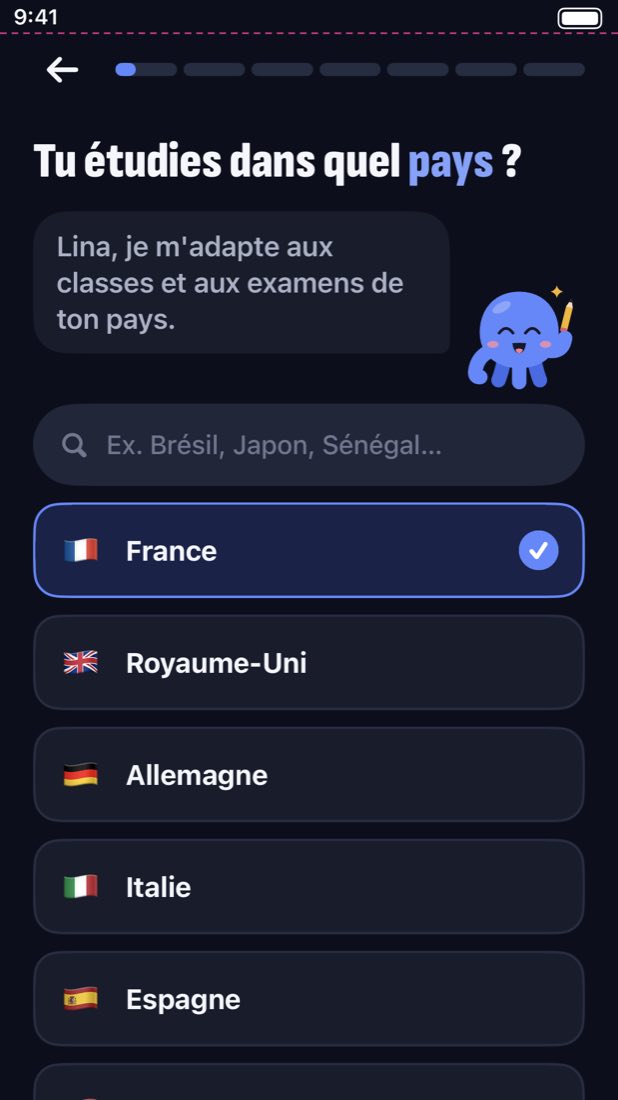 9:41
Tu étudies dans quel pays ?
Lina, je m'adapte aux
classes et aux examens de
ton pays.
Ex. Brésil, Japon, Sénégal...
France
Royaume-Uni
Allemagne
Italie
Espagne